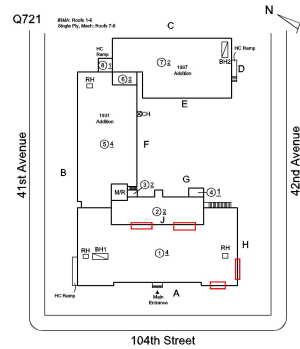 Q721
IRMA: Roofs 1-6
Single Ply, Mech: Roofs 7-8
C
N
HC
Ramp
HC Ramp
8 1
6 2
7 2
1997
Addition
BH2
D
RH
E
CH
1931
Addition
5 4
F
41st Avenue
42nd Avenue
B
G
M/R
3 2
4 1
2 2
J
H
BH1
RH
RH
1 4
HC Ramp
Main
Entrance
A
104th Street